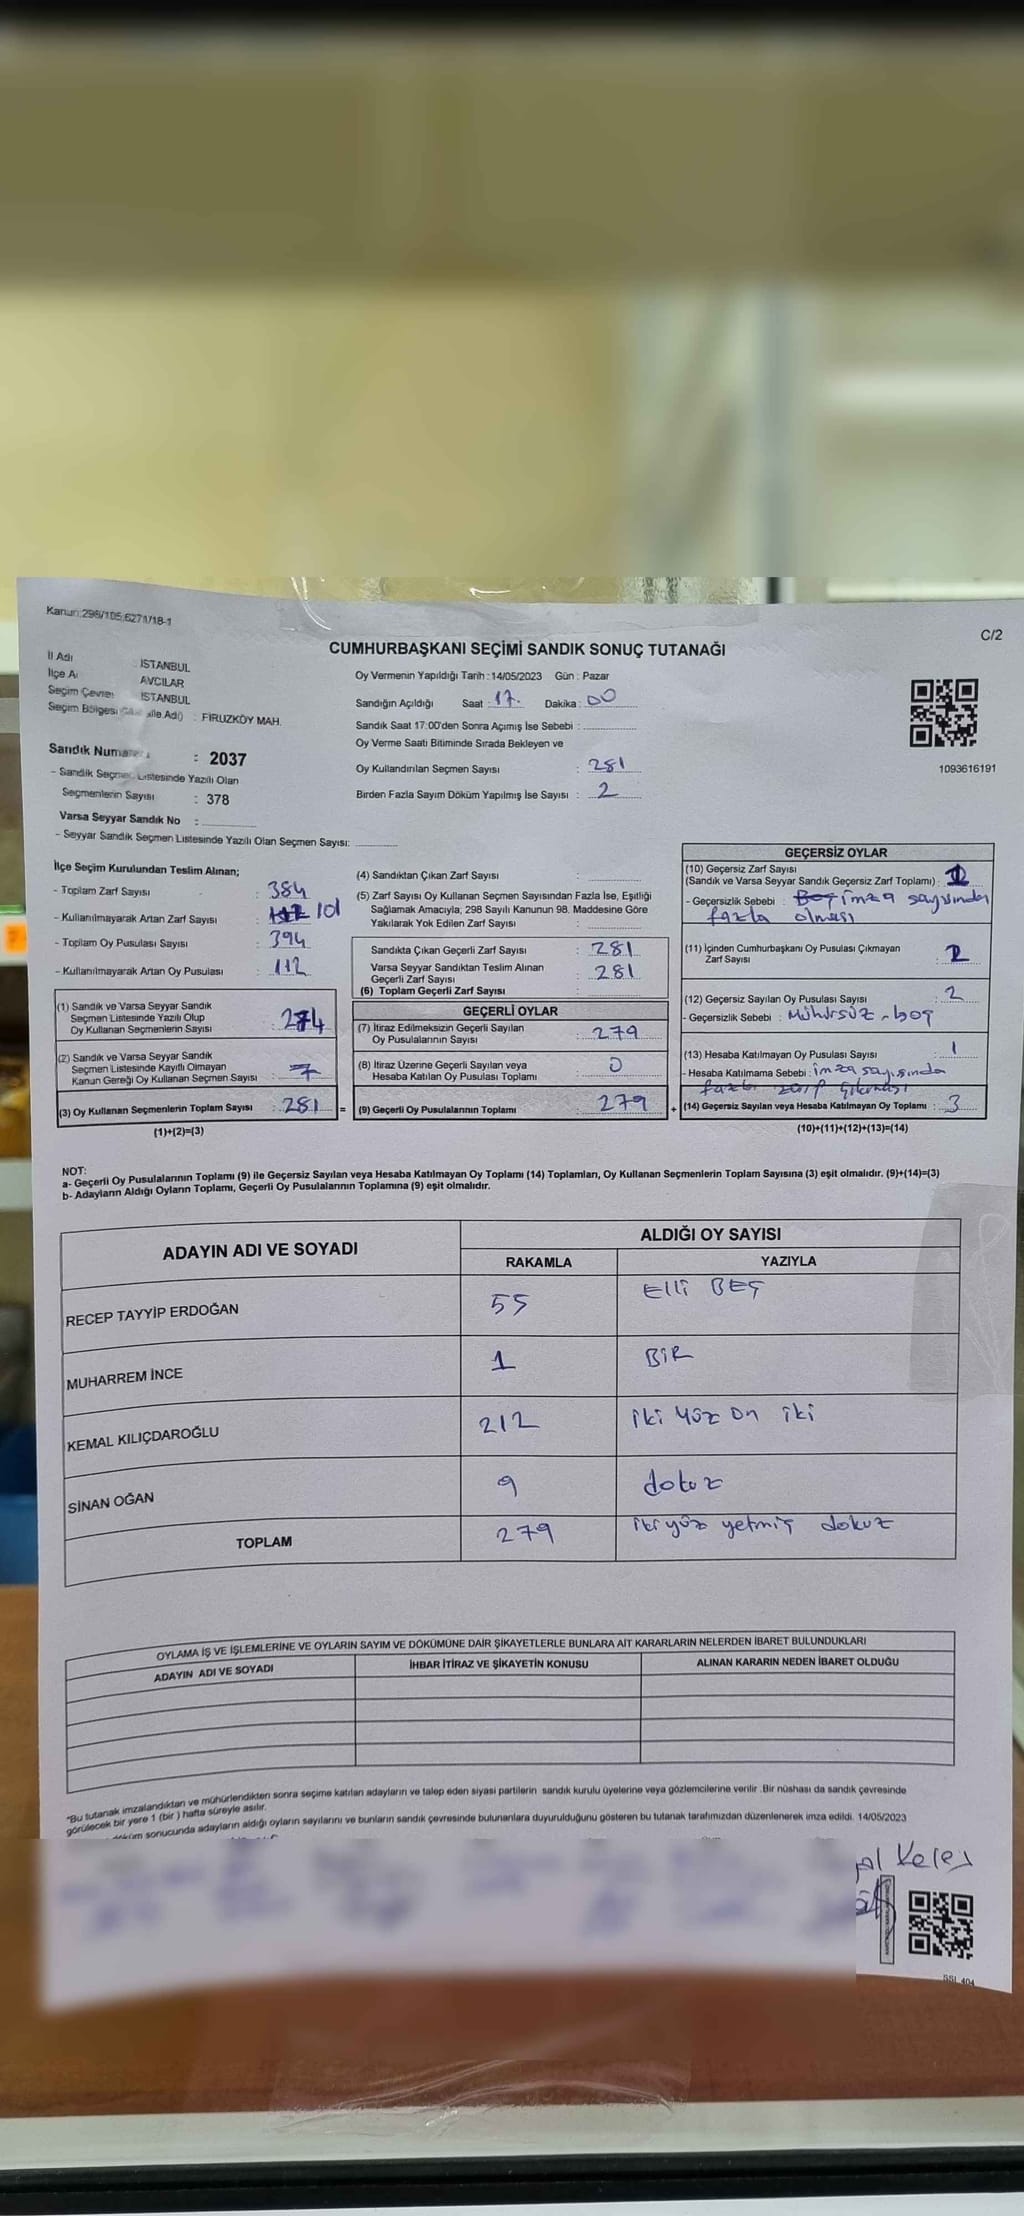 Kanun:298/105,6271/18-1
C/2
CUMHURBAŞKANI SEÇİMİ SANDIK SONUÇ TUTANAĞI
İl Adı : İSTANBUL
İlçe A : AVCILAR
Seçim Çevre : İSTANBUL
Seçim Bölgesi : FİRUZKÖY MAH.
Sandık Numara : 2037
- Sandık Seçmen Listesinde Yazılı Olan
Seçmenlerin Sayısı : 378
Varsa Seyyar Sandık No :
- Seyyar Sandık Seçmen Listesinde Yazılı Olan Seçmen Sayısı:
Oy Vermenin Yapıldığı Tarih : 14/05/2023 Gün : Pazar
Sandığın Açıldığı Saat : 17. Dakika : 00
Sandık Saat 17:00'den Sonra Açımış İse Sebebi :
Oy Verme Saati Bitiminde Sırada Bekleyen ve
Oy Kullandırılan Seçmen Sayısı : 281
Birden Fazla Sayım Döküm Yapılmış İse Sayısı : 2
1093616191
İlçe Seçim Kurulundan Teslim Alınan;
- Toplam Zarf Sayısı : 384
- Kullanılmayarak Artan Zarf Sayısı : 101
- Toplam Oy Pusulası Sayısı : 394
- Kullanılmayarak Artan Oy Pusulası : 112
(1) Sandık ve Varsa Seyyar Sandık
Seçmen Listesinde Yazılı Olup
Oy Kullanan Seçmenlerin Sayısı : 274
(2) Sandık ve Varsa Seyyar Sandık
Seçmen Listesinde Kayıtlı Olmayan
Kanun Gereği Oy Kullanan Seçmen Sayısı : 7
(3) Oy Kullanan Seçmenlerin Toplam Sayısı : 281 =
(1)+(2)=(3)
(4) Sandıktan Çıkan Zarf Sayısı :
(5) Zarf Sayısı Oy Kullanan Seçmen Sayısından Fazla İse, Eşitliği
Sağlamak Amacıyla, 298 Sayılı Kanunun 98. Maddesine Göre
Yakılarak Yok Edilen Zarf Sayısı :
Sandıkta Çıkan Geçerli Zarf Sayısı : 281
Varsa Seyyar Sandıktan Teslim Alınan
Geçerli Zarf Sayısı : 281
(6) Toplam Geçerli Zarf Sayısı :
GEÇERLİ OYLAR
(7) İtiraz Edilmeksizin Geçerli Sayılan
Oy Pusulalarının Sayısı : 279
(8) İtiraz Üzerine Geçerli Sayılan veya
Hesaba Katılan Oy Pusulası Toplamı : 0
(9) Geçerli Oy Pusulalarının Toplamı : 279 +
GEÇERSİZ OYLAR
(10) Geçersiz Zarf Sayısı
(Sandık ve Varsa Seyyar Sandık Geçersiz Zarf Toplamı) :
- Geçersizlik Sebebi : Boş imza sayısından
fazla olması
(11) İçinden Cumhurbaşkanı Oy Pusulası Çıkmayan
Zarf Sayısı :
(12) Geçersiz Sayılan Oy Pusulası Sayısı : 2
- Geçersizlik Sebebi : Mühürsüz - boş
(13) Hesaba Katılmayan Oy Pusulası Sayısı : 1
- Hesaba Katılmama Sebebi : imza sayısında
fazla zarf çıkması
(14) Geçersiz Sayılan veya Hesaba Katılmayan Oy Toplamı : 3
(10)+(11)+(12)+(13)=(14)
NOT:
a- Geçerli Oy Pusulalarının Toplamı (9) ile Geçersiz Sayılan veya Hesaba Katılmayan Oy Toplamı (14) Toplamları, Oy Kullanan Seçmenlerin Toplam Sayısına (3) eşit olmalıdır. (9)+(14)=(3)
b- Adayların Aldığı Oyların Toplamı, Geçerli Oy Pusulalarının Toplamına (9) eşit olmalıdır.
ADAYIN ADI VE SOYADI ALDIĞI OY SAYISI
RAKAMLA YAZIYLA
RECEP TAYYİP ERDOĞAN 55 Elli BEŞ
MUHARREM İNCE 1 BİR
KEMAL KILIÇDAROĞLU 212 iki yüz on iki
SİNAN OĞAN 9 dokuz
TOPLAM 279 iki yüz yetmiş dokuz
OYLAMA İŞ VE İŞLEMLERİNE VE OYLARIN SAYIM VE DÖKÜMÜNE DAİR ŞİKAYETLERLE BUNLARA AİT KARARLARIN NELERDEN İBARET BULUNDUKLARI
ADAYIN ADI VE SOYADI İHBAR İTİRAZ VE ŞİKAYETİN KONUSU ALINAN KARARIN NEDEN İBARET OLDUĞU
"Bu tutanak imzalandıktan ve mühürlendikten sonra seçime katılan adayların ve talep eden siyasi partilerin sandık kurulu üyelerine veya gözlemcilerine verilir. Bir nüshası da sandık çevresinde
görülecek bir yere 1 (bir ) hafta süreyle asılır.
döküm sonucunda adayların aldığı oyların sayılarını ve bunların sandık çevresinde bulunanlara duyurulduğunu gösteren bu tutanak tarafımızdan düzenlenerek imza edildi. 14/05/2023
Keleş
SSI_404